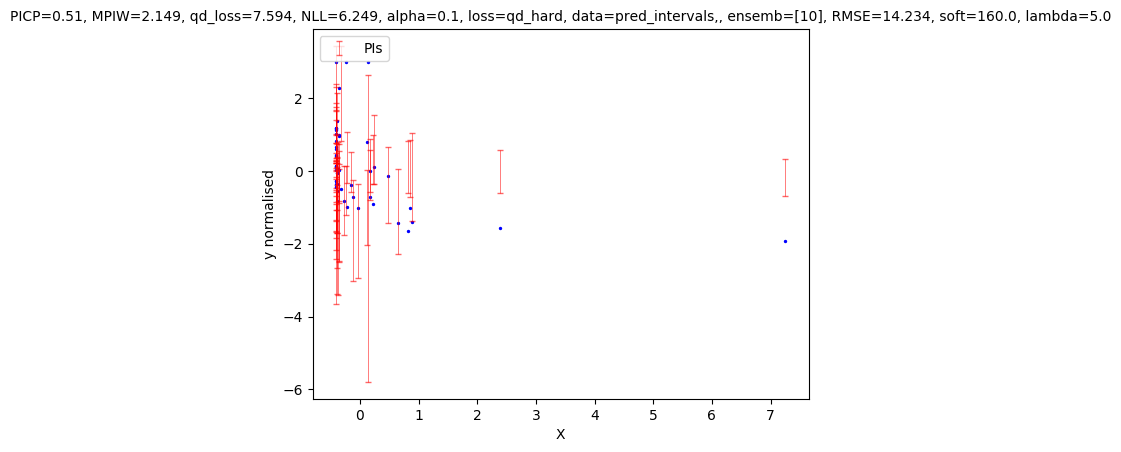 PICP=0.51, MPIW=2.149, qd_loss=7.594, NLL=6.249, alpha=0.1, loss=qd_hard, data=pred_intervals,, ensemb=[10], RMSE=14.234, soft=160.0, lambda=5.0
PIs
2
0
−2
−4
−6
y normalised
0 1 2 3 4 5 6 7
X